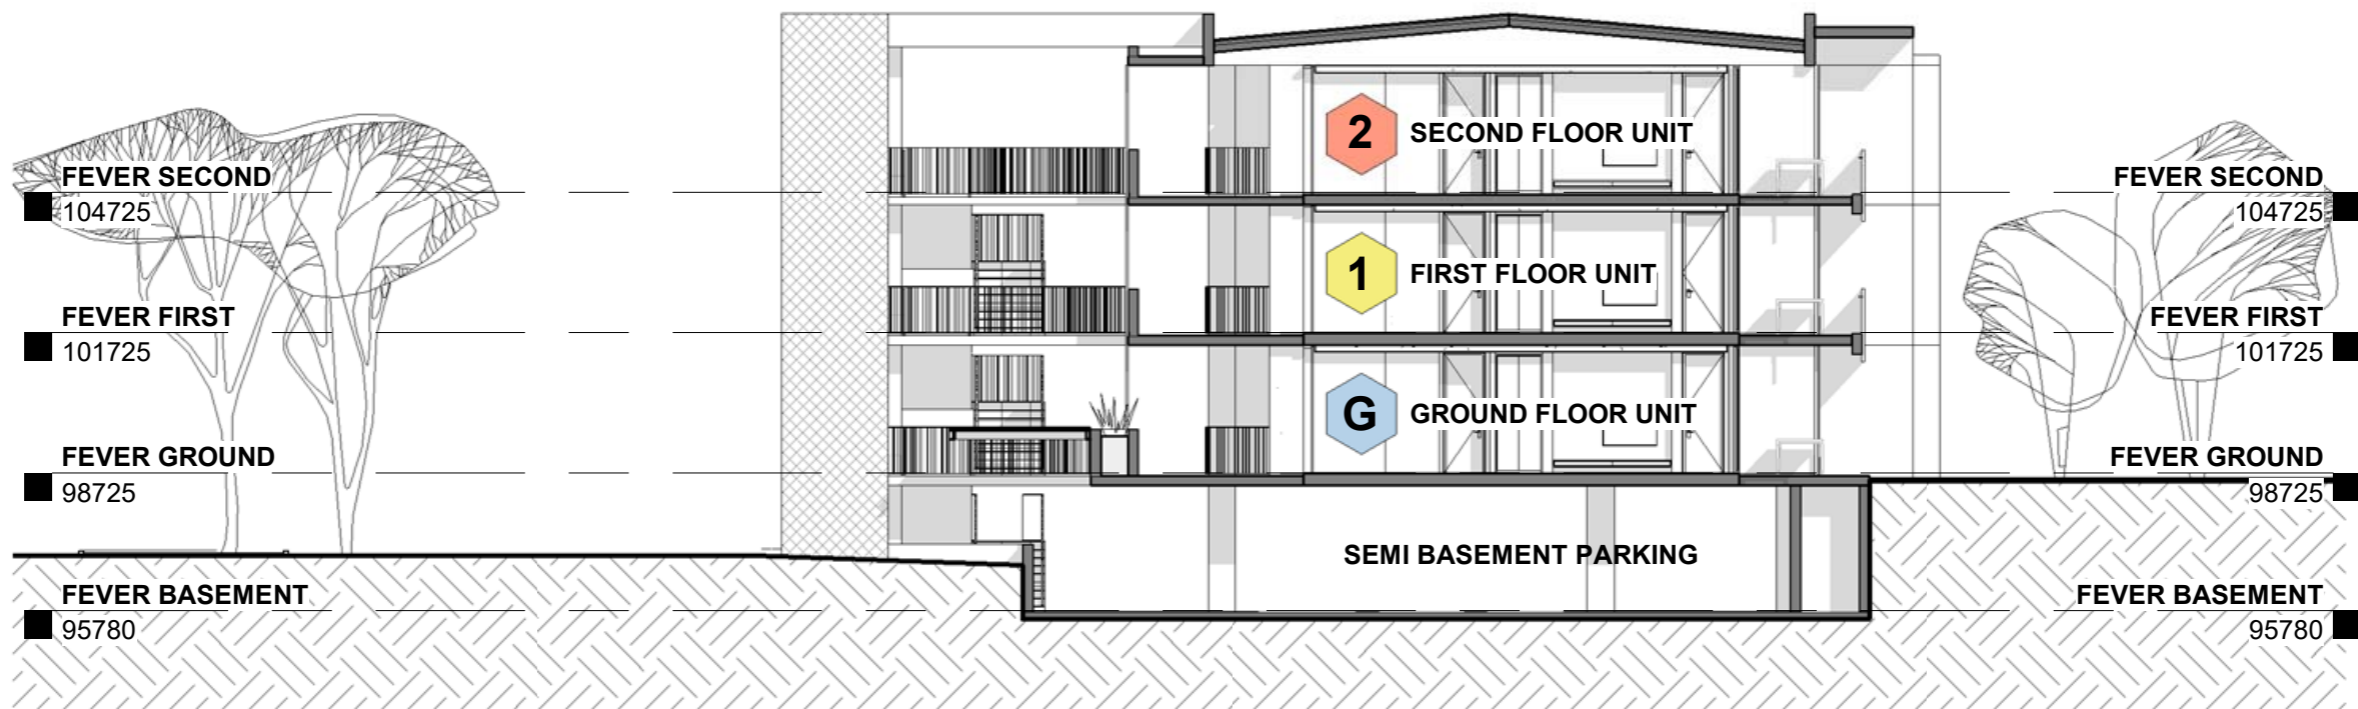 2 SECOND FLOOR UNIT
FEVER SECOND
104725
FEVER SECOND
104725
1 FIRST FLOOR UNIT
FEVER FIRST
101725
FEVER FIRST
101725
G GROUND FLOOR UNIT
FEVER GROUND
98725
FEVER GROUND
98725
SEMI BASEMENT PARKING
FEVER BASEMENT
95780
FEVER BASEMENT
95780